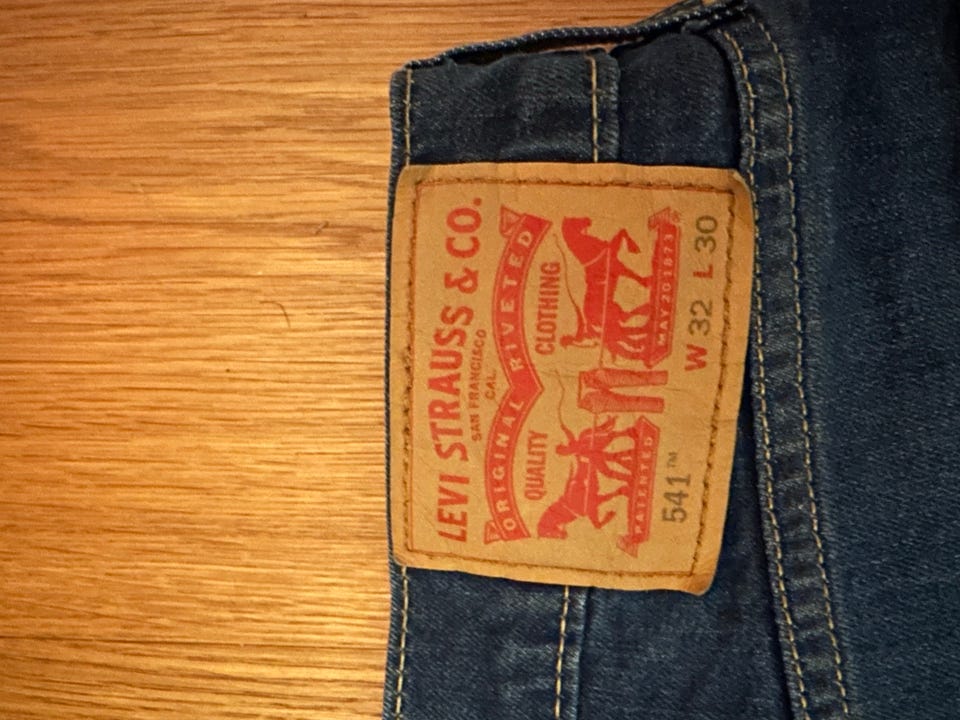 LEVI STRAUSS & CO.
SAN FRANCISCO
CAL.
ORIGINAL RIVETED
QUALITY CLOTHING
PATENTED MAY 20 1873
541™ W 32 L 30